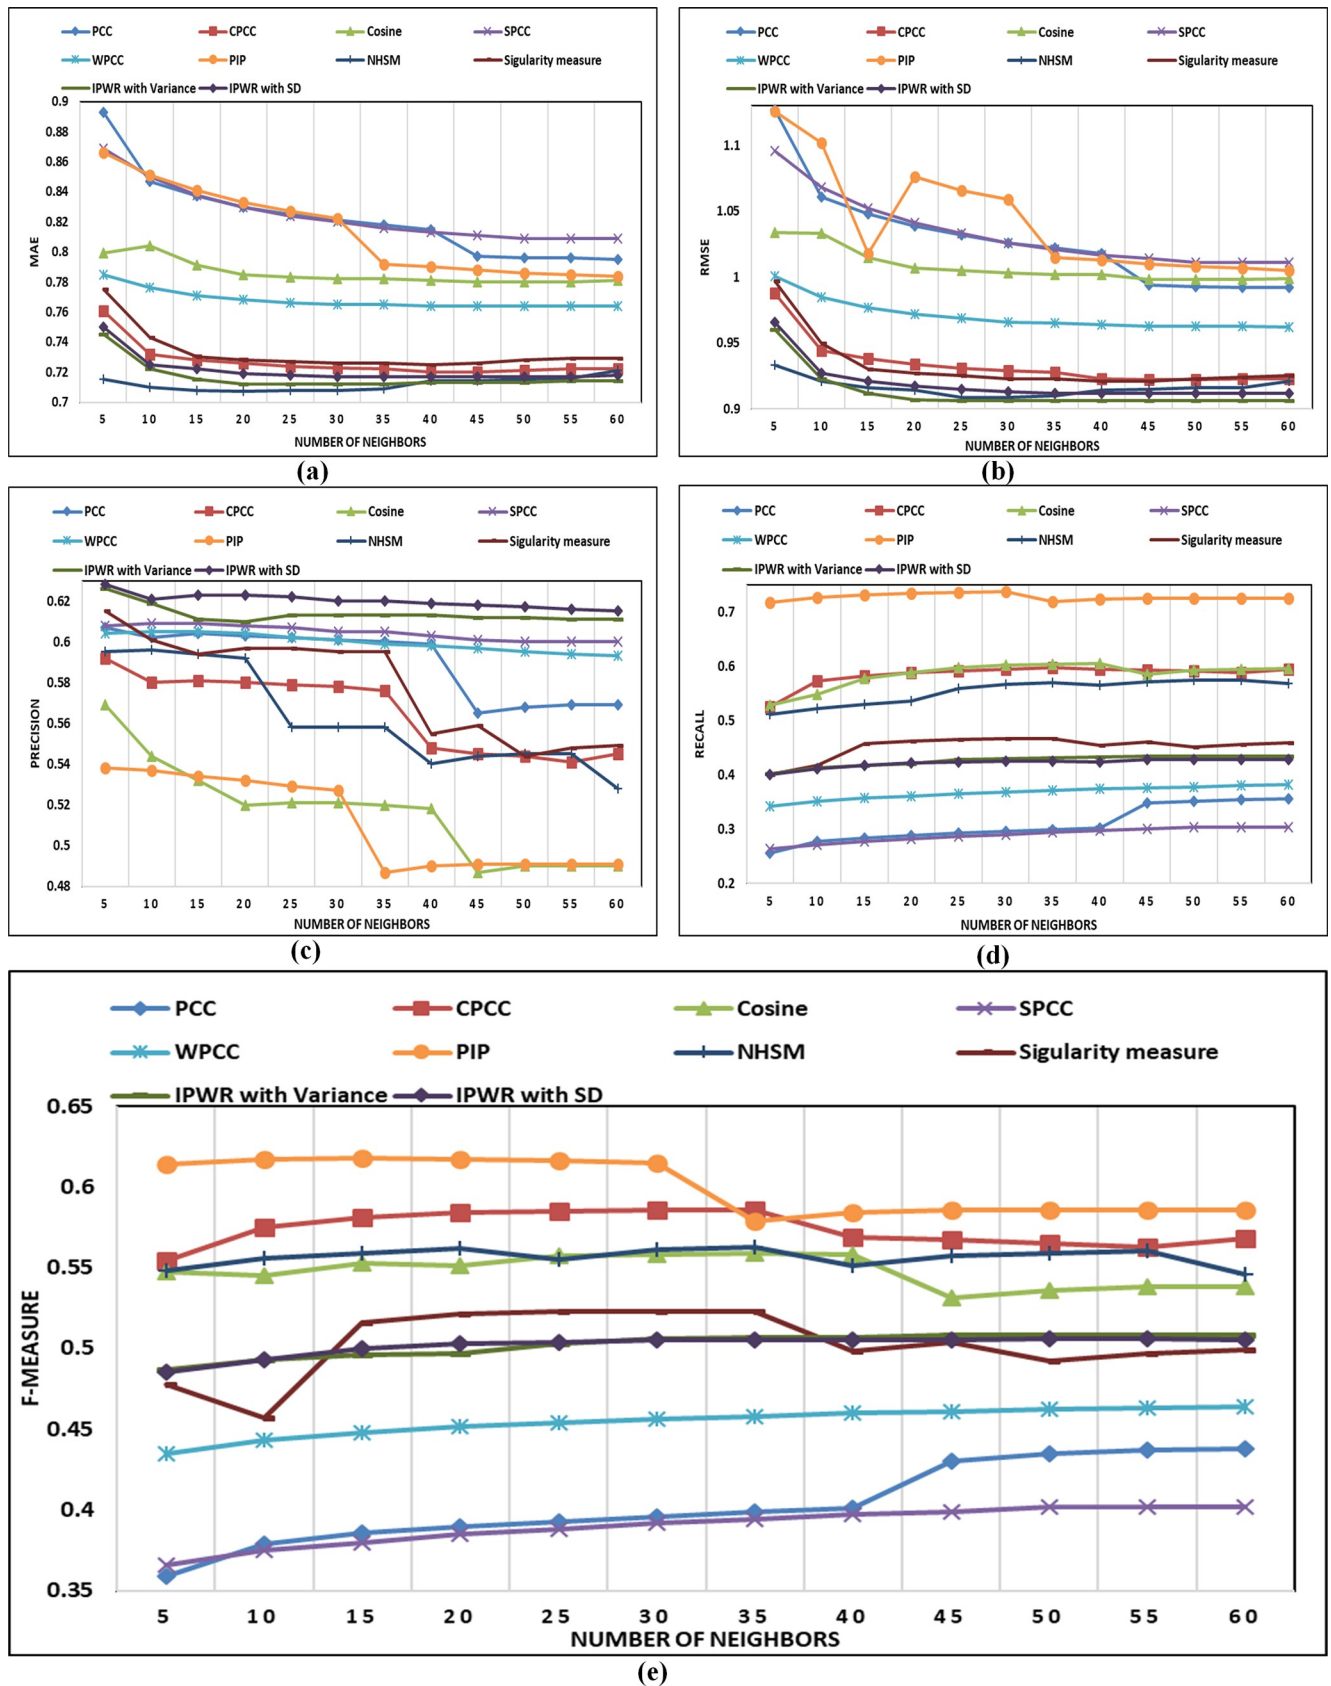 PCC CPCC Cosine SPCC
WPCC PIP NHSM Sigularity measure
IPWR with Variance IPWR with SD
0.9
0.88
0.86
0.84
0.82
0.8
0.78
0.76
0.74
0.72
0.7
MAE
5 10 15 20 25 30 35 40 45 50 55 60
NUMBER OF NEIGHBORS
(a)
PCC CPCC Cosine SPCC
WPCC PIP NHSM Sigularity measure
IPWR with Variance IPWR with SD
1.1
1.05
1
0.95
0.9
RMSE
5 10 15 20 25 30 35 40 45 50 55 60
NUMBER OF NEIGHBORS
(b)
PCC CPCC Cosine SPCC
WPCC PIP NHSM Sigularity measure
IPWR with Variance IPWR with SD
0.62
0.6
0.58
0.56
0.54
0.52
0.5
0.48
PRECISION
5 10 15 20 25 30 35 40 45 50 55 60
NUMBER OF NEIGHBORS
(c)
PCC CPCC Cosine SPCC
WPCC PIP NHSM Sigularity measure
IPWR with Variance IPWR with SD
0.7
0.6
0.5
0.4
0.3
0.2
RECALL
5 10 15 20 25 30 35 40 45 50 55 60
NUMBER OF NEIGHBORS
(d)
PCC CPCC Cosine SPCC
WPCC PIP NHSM Sigularity measure
IPWR with Variance IPWR with SD
0.65
0.6
0.55
0.5
0.45
0.4
0.35
F-MEASURE
5 10 15 20 25 30 35 40 45 50 55 60
NUMBER OF NEIGHBORS
(e)